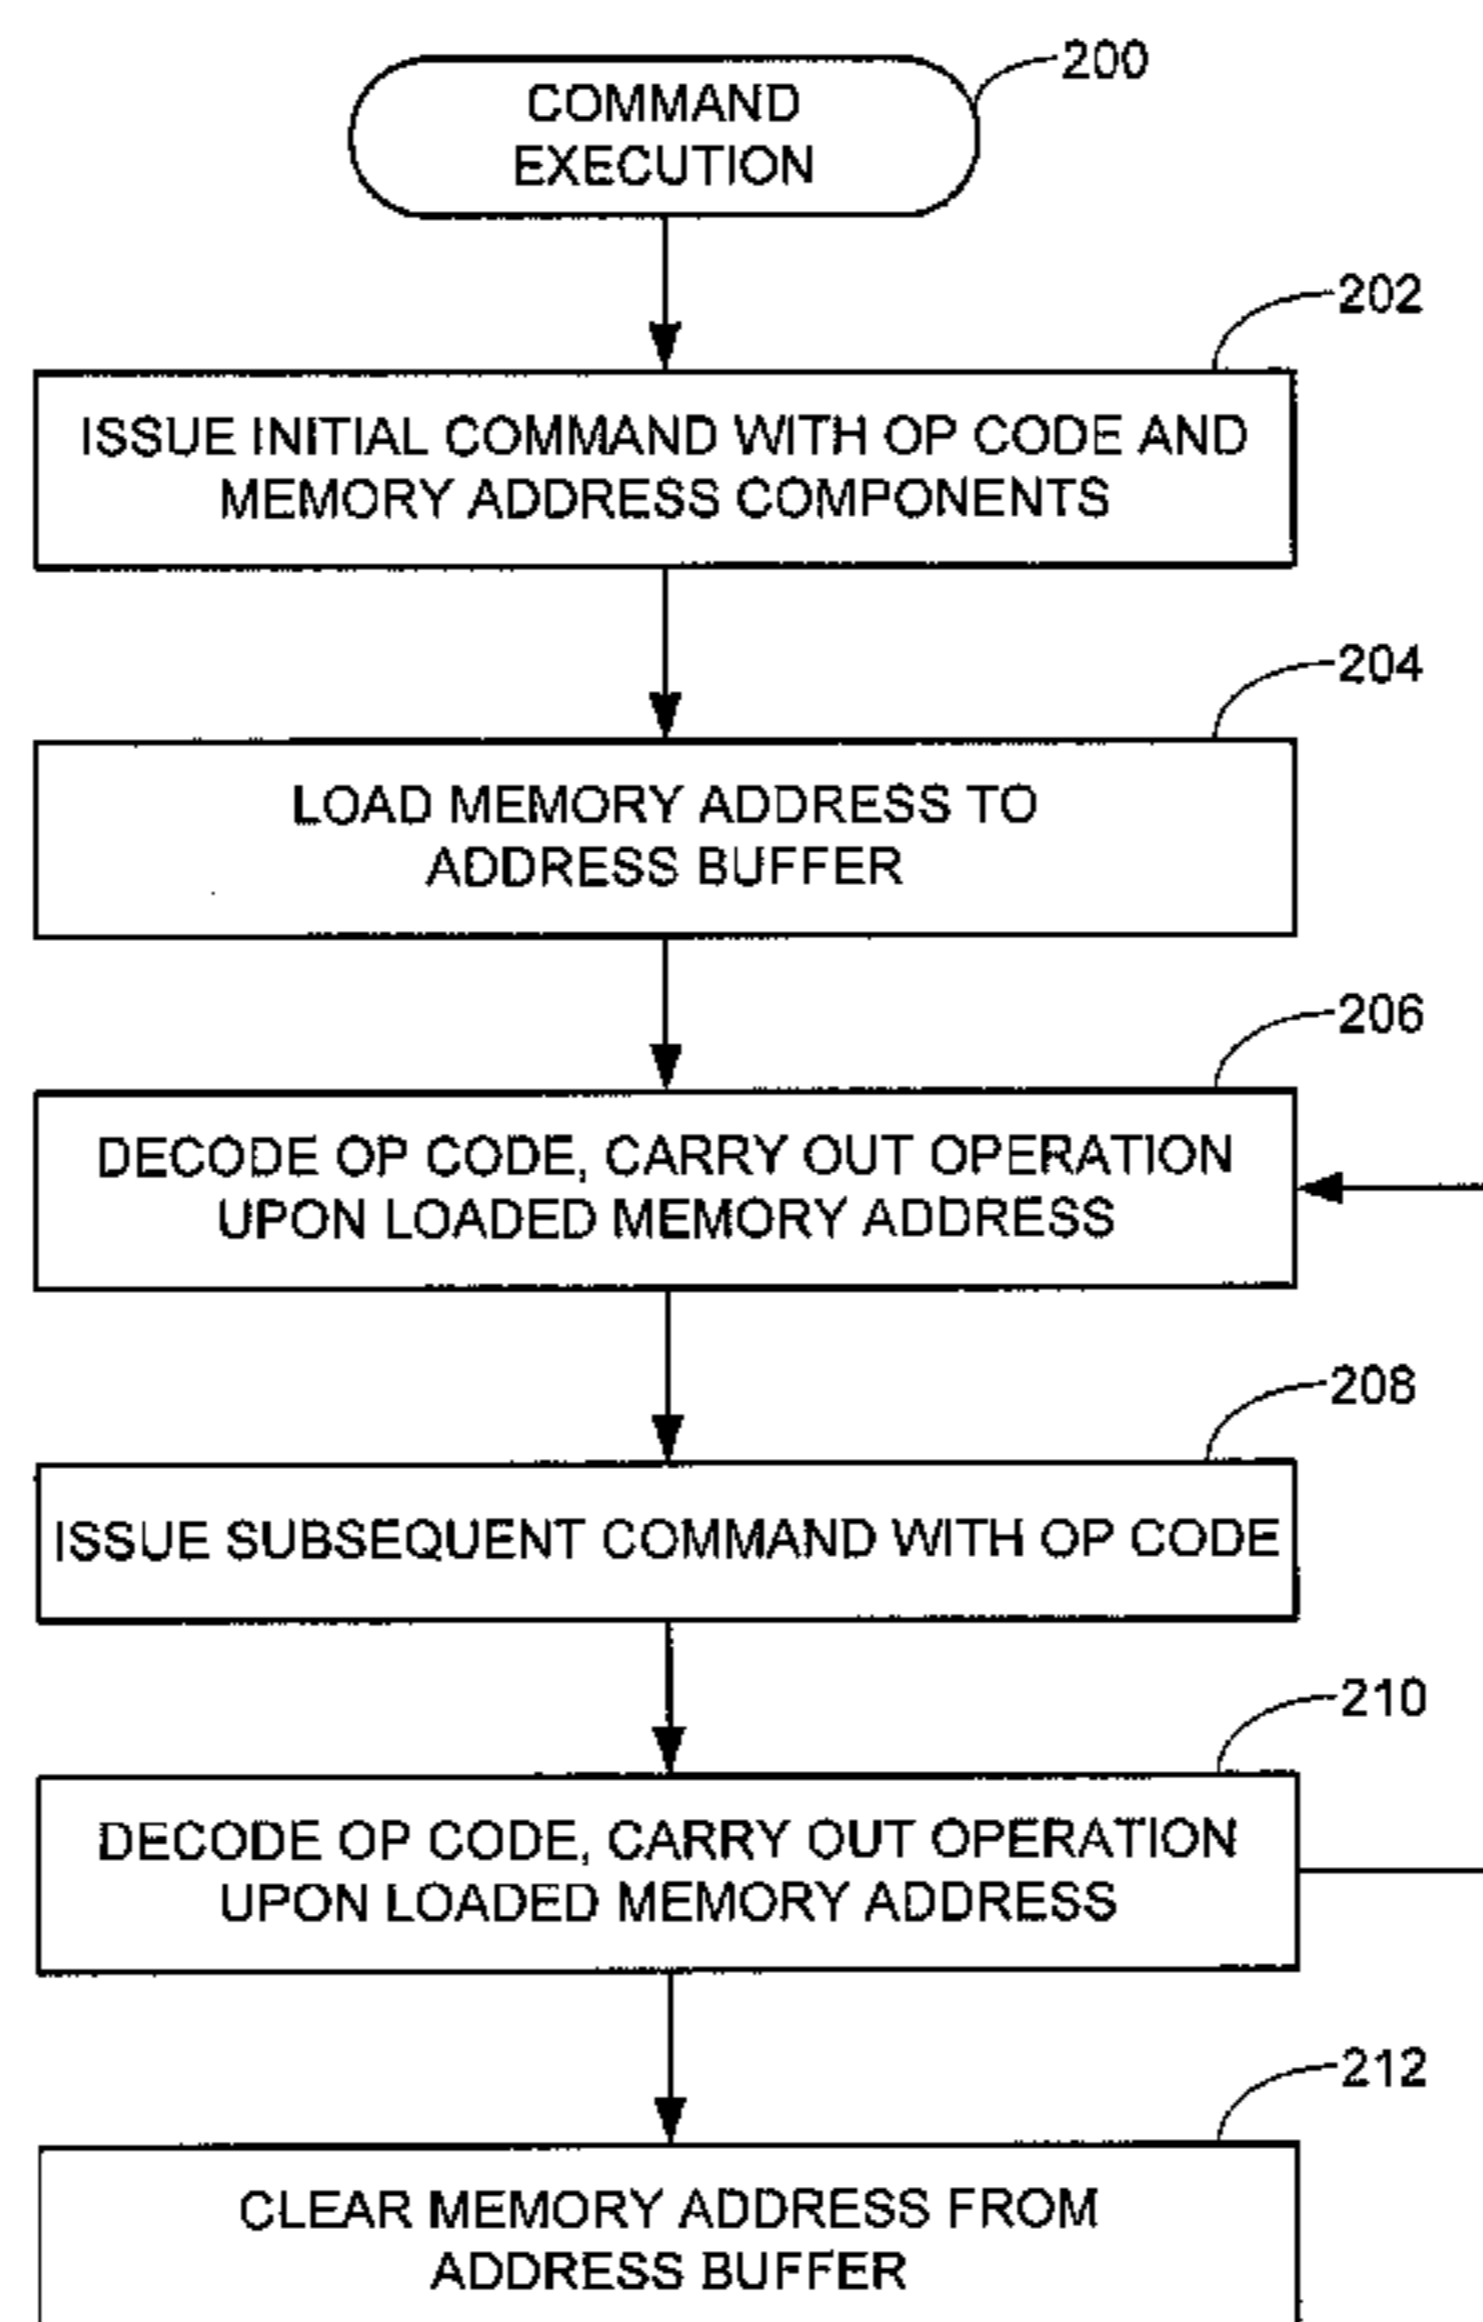 200
COMMAND
EXECUTION
202
ISSUE INITIAL COMMAND WITH OP CODE AND
MEMORY ADDRESS COMPONENTS
204
LOAD MEMORY ADDRESS TO
ADDRESS BUFFER
206
DECODE OP CODE, CARRY OUT OPERATION
UPON LOADED MEMORY ADDRESS
208
ISSUE SUBSEQUENT COMMAND WITH OP CODE
210
DECODE OP CODE, CARRY OUT OPERATION
UPON LOADED MEMORY ADDRESS
212
CLEAR MEMORY ADDRESS FROM
ADDRESS BUFFER